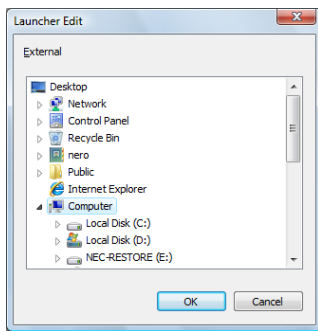 Launcher Edit
External
Desktop
Network
Control Panel
Recycle Bin
nero
Public
Internet Explorer
Computer
Local Disk (C:)
Local Disk (D:)
NEC-RESTORE (E:)
OK Cancel